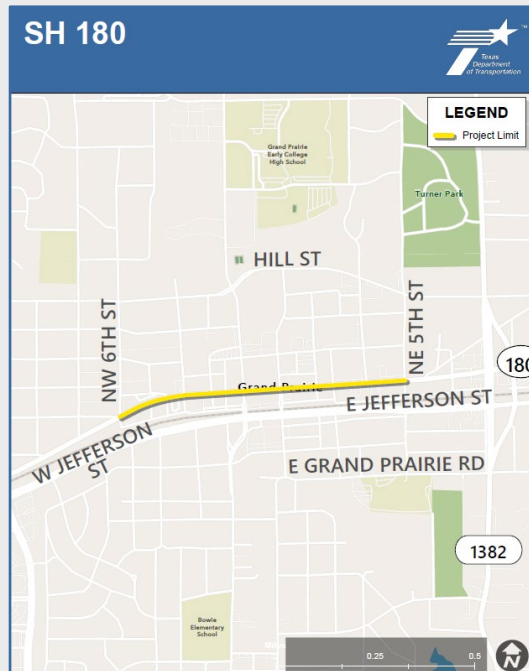 SH 180
Texas
Department
of Transportation
LEGEND
Project Limit
Grand Prairie
Early College
High School
Turner Park
HILL ST
NW 6TH ST
NE 5TH ST
180
Grand Prairie
E JEFFERSON ST
W JEFFERSON
ST
E GRAND PRAIRIE RD
1382
Bowie
Elementary
School
0.25
0.5
N